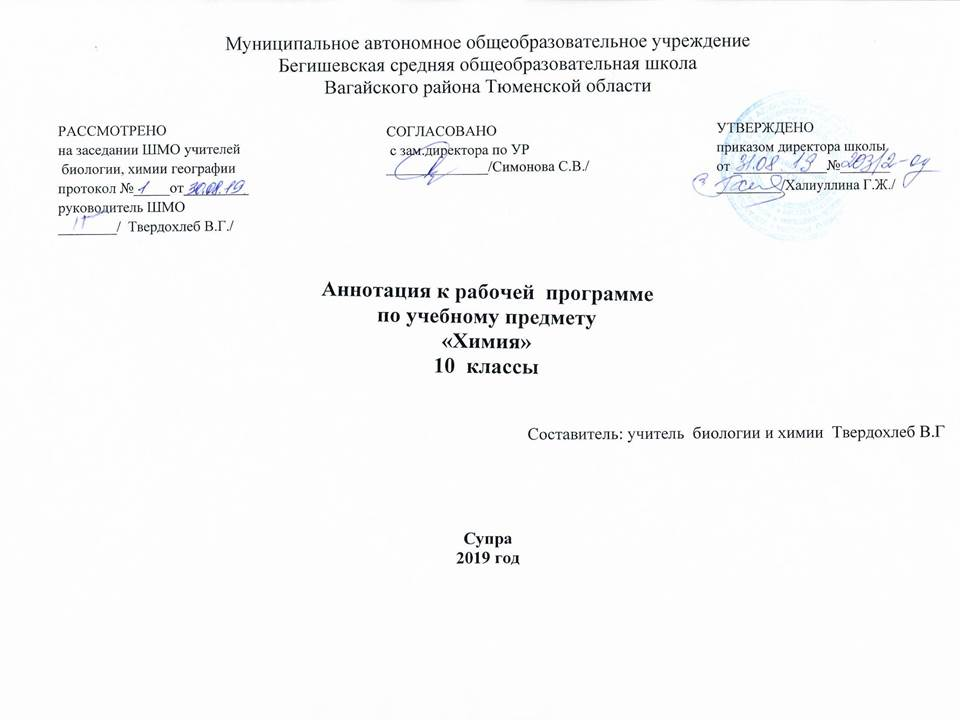 Муниципальное автономное общеобразовательное учреждение
Бегишевская средняя общеобразовательная школа
Вагайского района Тюменской области
РАССМОТРЕНО
на заседании ШМО учителей
биологии, химии географии
протокол № 1 от 30.08.19
руководитель ШМО
/ Твердохлеб В.Г./
СОГЛАСОВАНО
с зам.директора по УР
/Симонова С.В./
УТВЕРЖДЕНО
приказом директора школы
от 31.08.19 №203/2-од
/Халиуллина Г.Ж./
Аннотация к рабочей программе
по учебному предмету
«Химия»
10 классы
Составитель: учитель биологии и химии Твердохлеб В.Г
Супра
2019 год